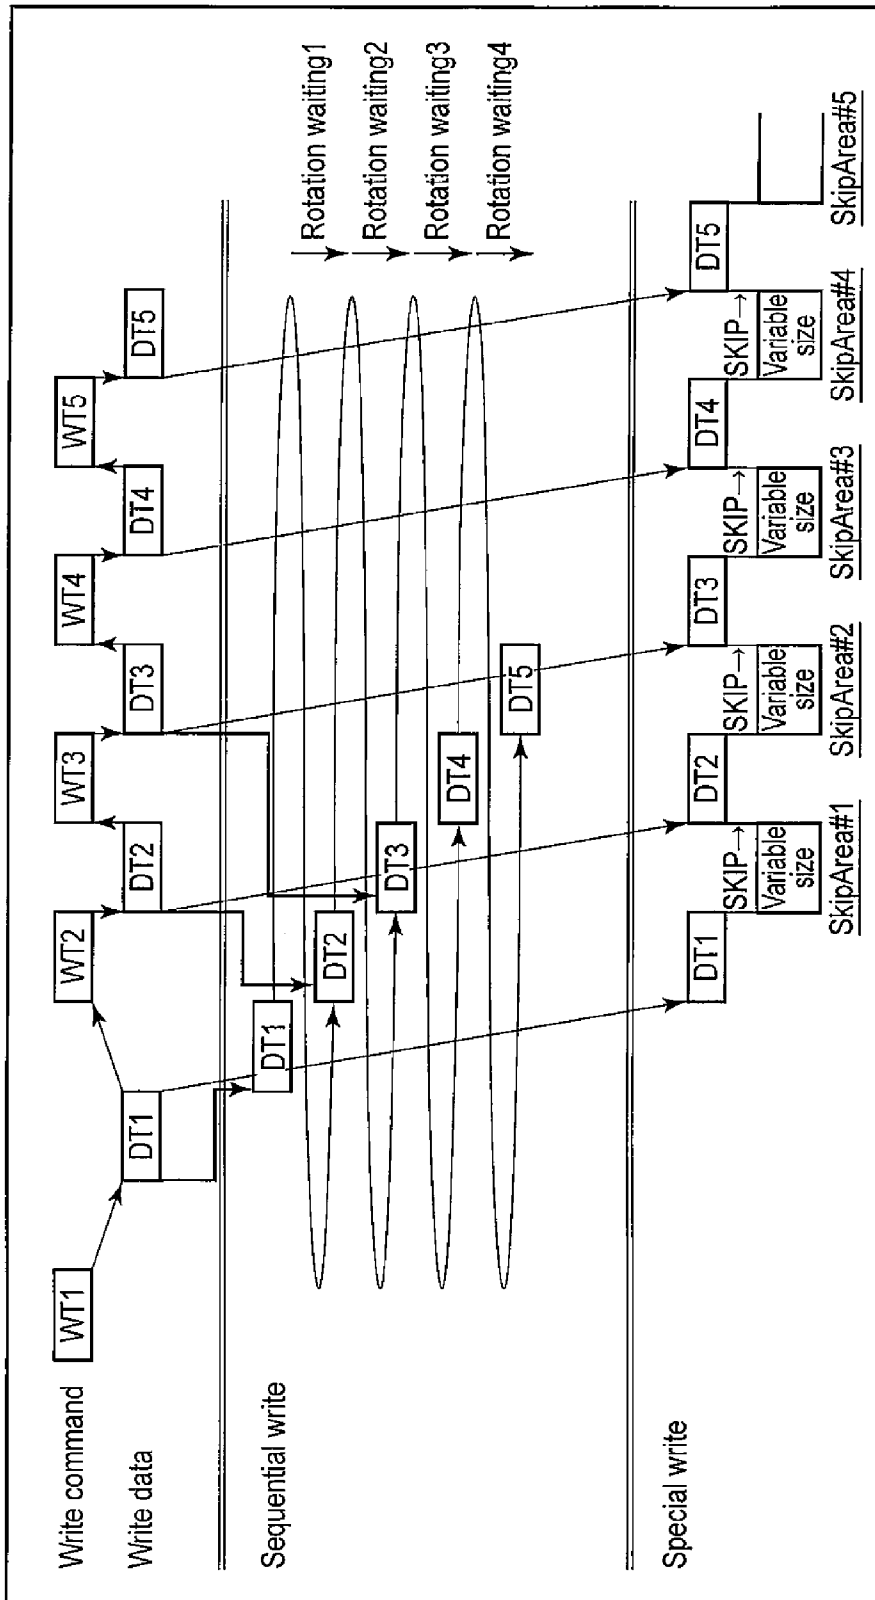 Write command
WT1 WT2 WT3 WT4 WT5
Write data
DT1 DT2 DT3 DT4 DT5
Sequential write
DT1
Rotation waiting1
DT2
Rotation waiting2
DT3
Rotation waiting3
DT4
Rotation waiting4
DT5
Special write
DT1 DT2 DT3 DT4 DT5
SKIP→ SKIP→ SKIP→ SKIP→
Variable size Variable size Variable size Variable size
SkipArea#1 SkipArea#2 SkipArea#3 SkipArea#4 SkipArea#5